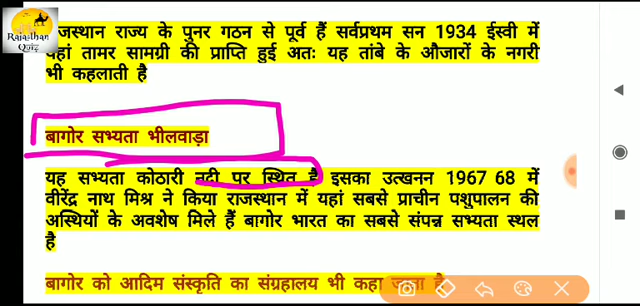 Rajasthan
Quiz
राजस्थान राज्य के पुनर गठन से पूर्व हैं सर्वप्रथम सन 1934 ईस्वी में
यहां तामर सामग्री की प्राप्ति हुई अतः यह तांबे के औजारों के नगरी
भी कहलाती है
बागोर सभ्यता भीलवाड़ा
यह सभ्यता कोठारी नदी पर स्थित है इसका उत्खनन 1967 68 में
वीरेंद्र नाथ मिश्र ने किया राजस्थान में यहां सबसे प्राचीन पशुपालन की
अस्थियों के अवशेष मिले हैं बागोर भारत का सबसे संपन्न सभ्यता स्थल
है
बागोर को आदिम संस्कृति का संग्रहालय भी कहा जाता है